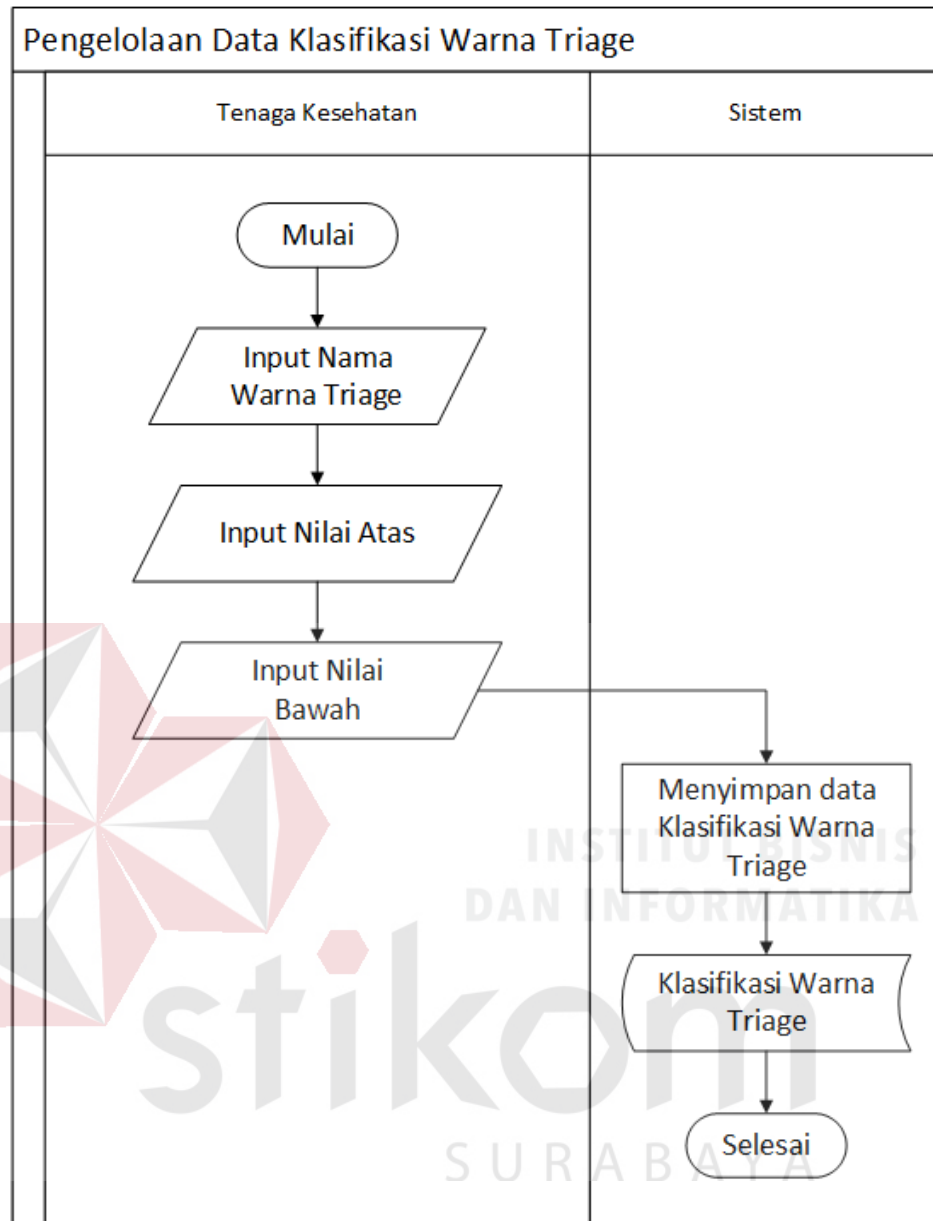 Pengelolaan Data Klasifikasi Warna Triage
Tenaga Kesehatan
Sistem
Mulai
Input Nama
Warna Triage
Input Nilai Atas
Input Nilai
Bawah
Menyimpan data
Klasifikasi Warna
Triage
Klasifikasi Warna
Triage
Selesai
INSTITUT BISNIS
DAN INFORMATIKA
stikom
SURABAYA